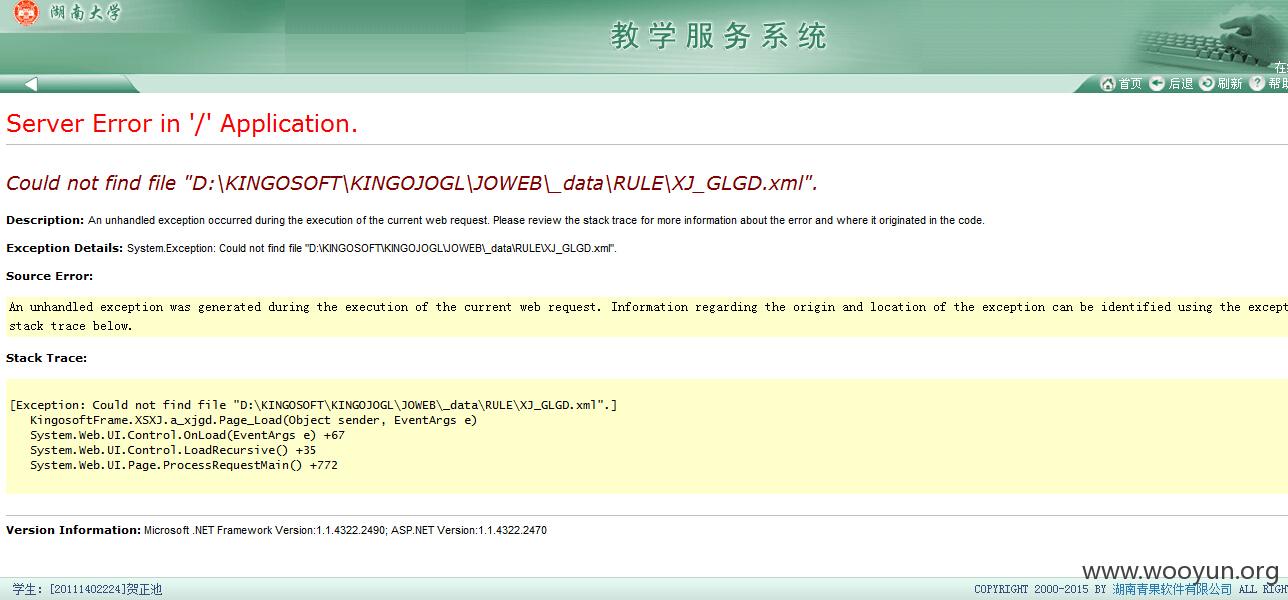 湖南大学
教学服务系统
在
首页 后退 刷新 ? 帮助
Server Error in '/' Application.
Could not find file "D:\KINGOSOFT\KINGOJOGL\JOWEB\_data\RULE\XJ_GLGD.xml".
Description: An unhandled exception occurred during the execution of the current web request. Please review the stack trace for more information about the error and where it originated in the code.
Exception Details: System.Exception: Could not find file "D:\KINGOSOFT\KINGOJOGL\JOWEB\_data\RULE\XJ_GLGD.xml".
Source Error:
An unhandled exception was generated during the execution of the current web request. Information regarding the origin and location of the exception can be identified using the except
stack trace below.
Stack Trace:
[Exception: Could not find file "D:\KINGOSOFT\KINGOJOGL\JOWEB\_data\RULE\XJ_GLGD.xml".]
KingosoftFrame.XSXJ.a_xjgd.Page_Load(Object sender, EventArgs e)
System.Web.UI.Control.OnLoad(EventArgs e) +67
System.Web.UI.Control.LoadRecursive() +35
System.Web.UI.Page.ProcessRequestMain() +772
Version Information: Microsoft .NET Framework Version:1.1.4322.2490; ASP.NET Version:1.1.4322.2470
www.wooyun.org
学生：[20111402224]贺正池
COPYRIGHT 2000-2015 BY 湖南青果软件有限公司 ALL RIGH